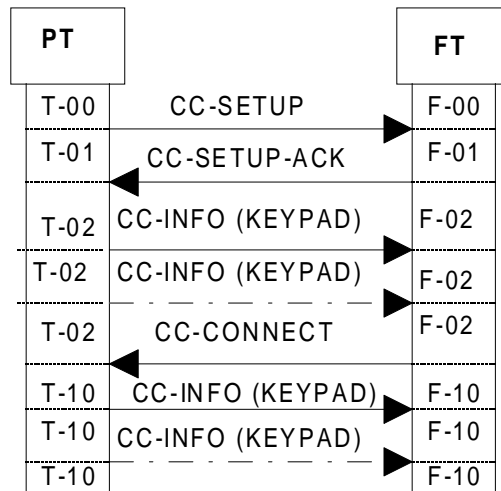 PT FT
T-00 CC-SETUP F-00
T-01 CC-SETUP-ACK F-01
T-02 CC-INFO (KEYPAD) F-02
T-02 CC-INFO (KEYPAD) F-02
T-02 CC-CONNECT F-02
T-10 CC-INFO (KEYPAD) F-10
T-10 CC-INFO (KEYPAD) F-10
T-10 F-10